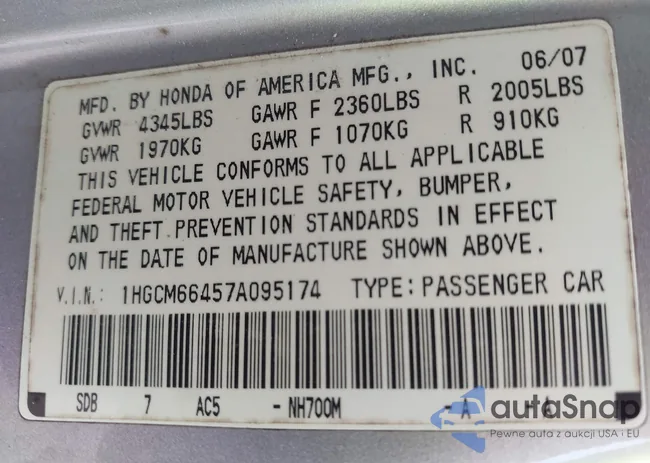 MFD. BY HONDA OF AMERICA MFG., INC. 06/07
GVWR 4345LBS GAWR F 2360LBS R 2005LBS
GVWR 1970KG GAWR F 1070KG R 910KG
THIS VEHICLE CONFORMS TO ALL APPLICABLE
FEDERAL MOTOR VEHICLE SAFETY, BUMPER,
AND THEFT PREVENTION STANDARDS IN EFFECT
ON THE DATE OF MANUFACTURE SHOWN ABOVE.
V.I.N.: 1HGCM66457A095174 TYPE: PASSENGER CAR
SDB 7 AC5 - NH700M - A
autaSnap
Pewne auta z aukcji USA i EU